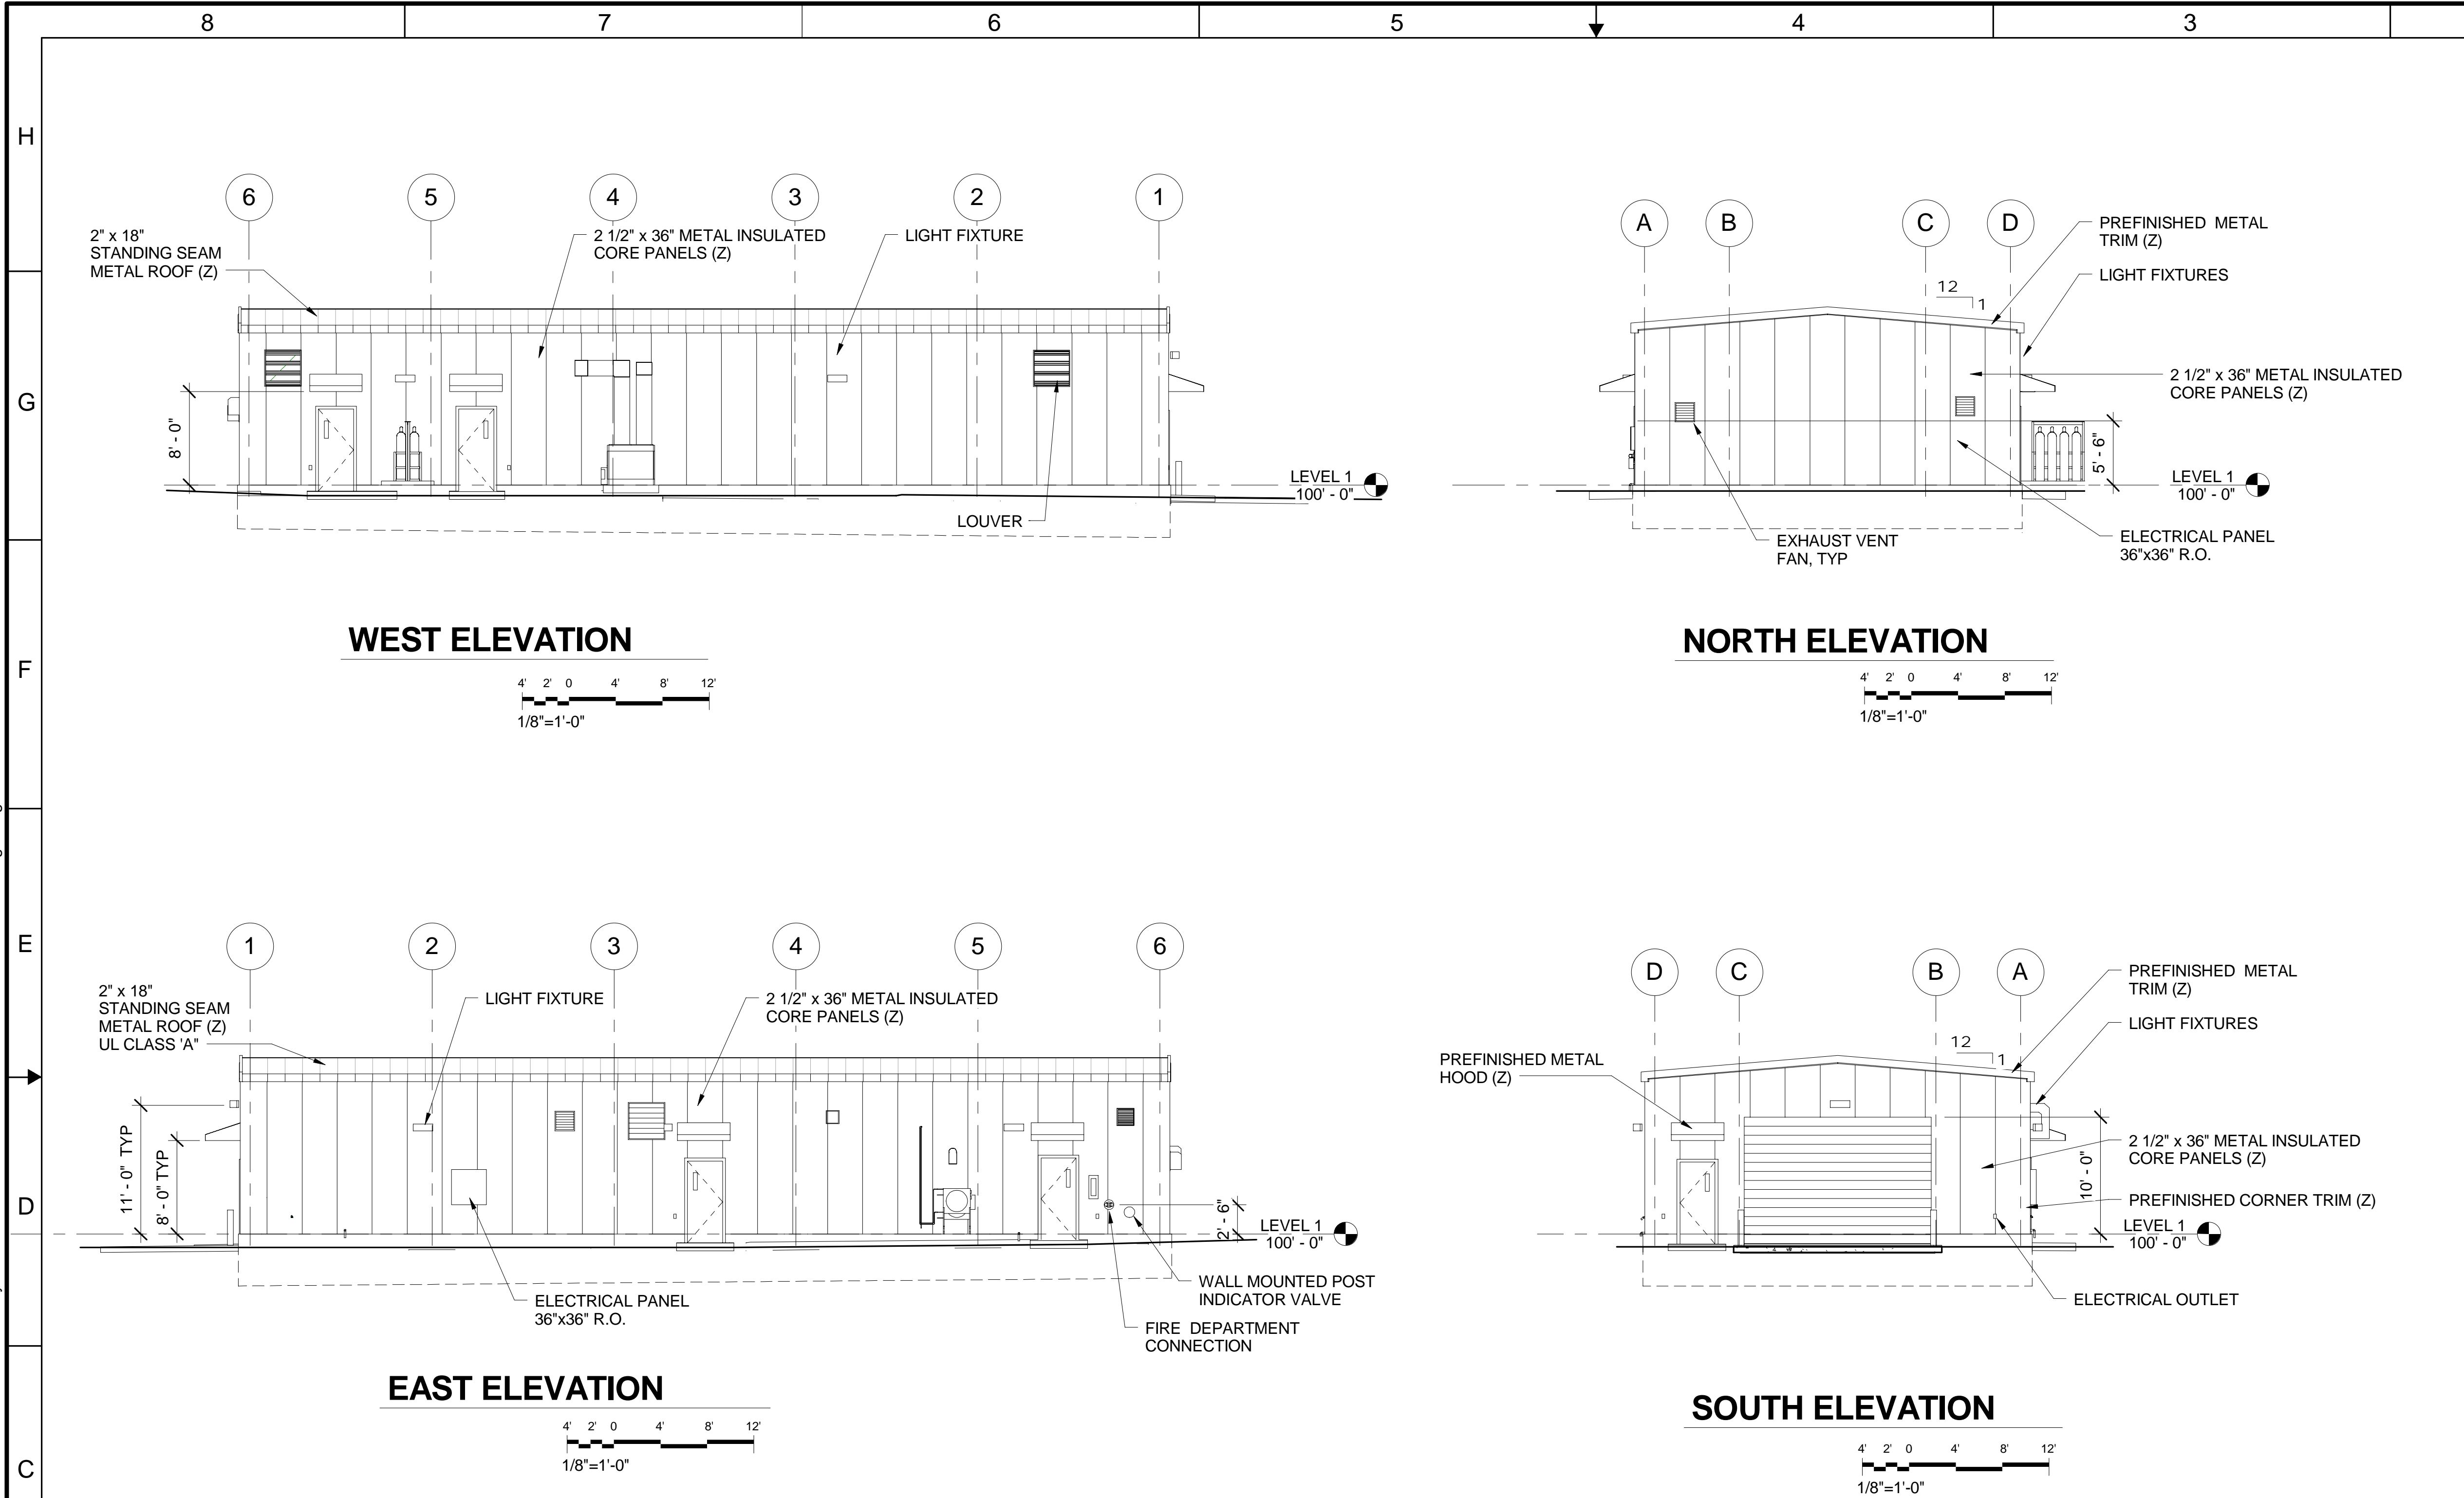 8 7 6 5 4 3
H
G
F
E
D
C
6 5 4 3 2 1
2" x 18"
STANDING SEAM
METAL ROOF (Z)
2 1/2" x 36" METAL INSULATED
CORE PANELS (Z)
LIGHT FIXTURE
8' - 0"
LEVEL 1
100' - 0"
LOUVER
WEST ELEVATION
4' 2' 0 4' 8' 12'
1/8"=1'-0"
A B C D
PREFINISHED METAL
TRIM (Z)
LIGHT FIXTURES
12
1
2 1/2" x 36" METAL INSULATED
CORE PANELS (Z)
5' - 6"
LEVEL 1
100' - 0"
EXHAUST VENT
FAN, TYP
ELECTRICAL PANEL
36"x36" R.O.
NORTH ELEVATION
4' 2' 0 4' 8' 12'
1/8"=1'-0"
1 2 3 4 5 6
2" x 18"
STANDING SEAM
METAL ROOF (Z)
UL CLASS 'A"
LIGHT FIXTURE
2 1/2" x 36" METAL INSULATED
CORE PANELS (Z)
11' - 0" TYP
8' - 0" TYP
2' - 6"
LEVEL 1
100' - 0"
ELECTRICAL PANEL
36"x36" R.O.
WALL MOUNTED POST
INDICATOR VALVE
FIRE DEPARTMENT
CONNECTION
EAST ELEVATION
4' 2' 0 4' 8' 12'
1/8"=1'-0"
D C B A
PREFINISHED METAL
TRIM (Z)
LIGHT FIXTURES
12
1
PREFINISHED METAL
HOOD (Z)
2 1/2" x 36" METAL INSULATED
CORE PANELS (Z)
10' - 0"
PREFINISHED CORNER TRIM (Z)
LEVEL 1
100' - 0"
ELECTRICAL OUTLET
SOUTH ELEVATION
4' 2' 0 4' 8' 12'
1/8"=1'-0"